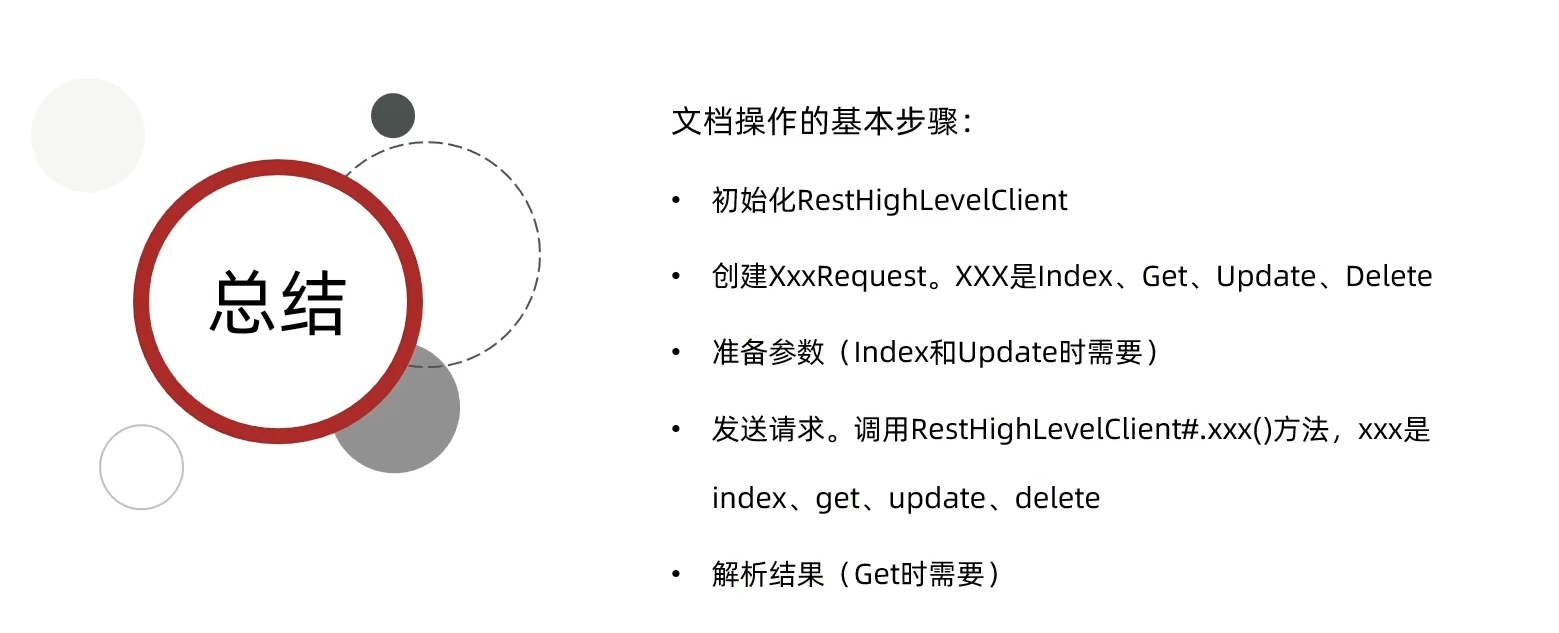 总结
文档操作的基本步骤：
• 初始化RestHighLevelClient
• 创建XxxRequest。XXX是Index、Get、Update、Delete
• 准备参数（Index和Update时需要）
• 发送请求。调用RestHighLevelClient#.xxx()方法，xxx是
index、get、update、delete
• 解析结果（Get时需要）